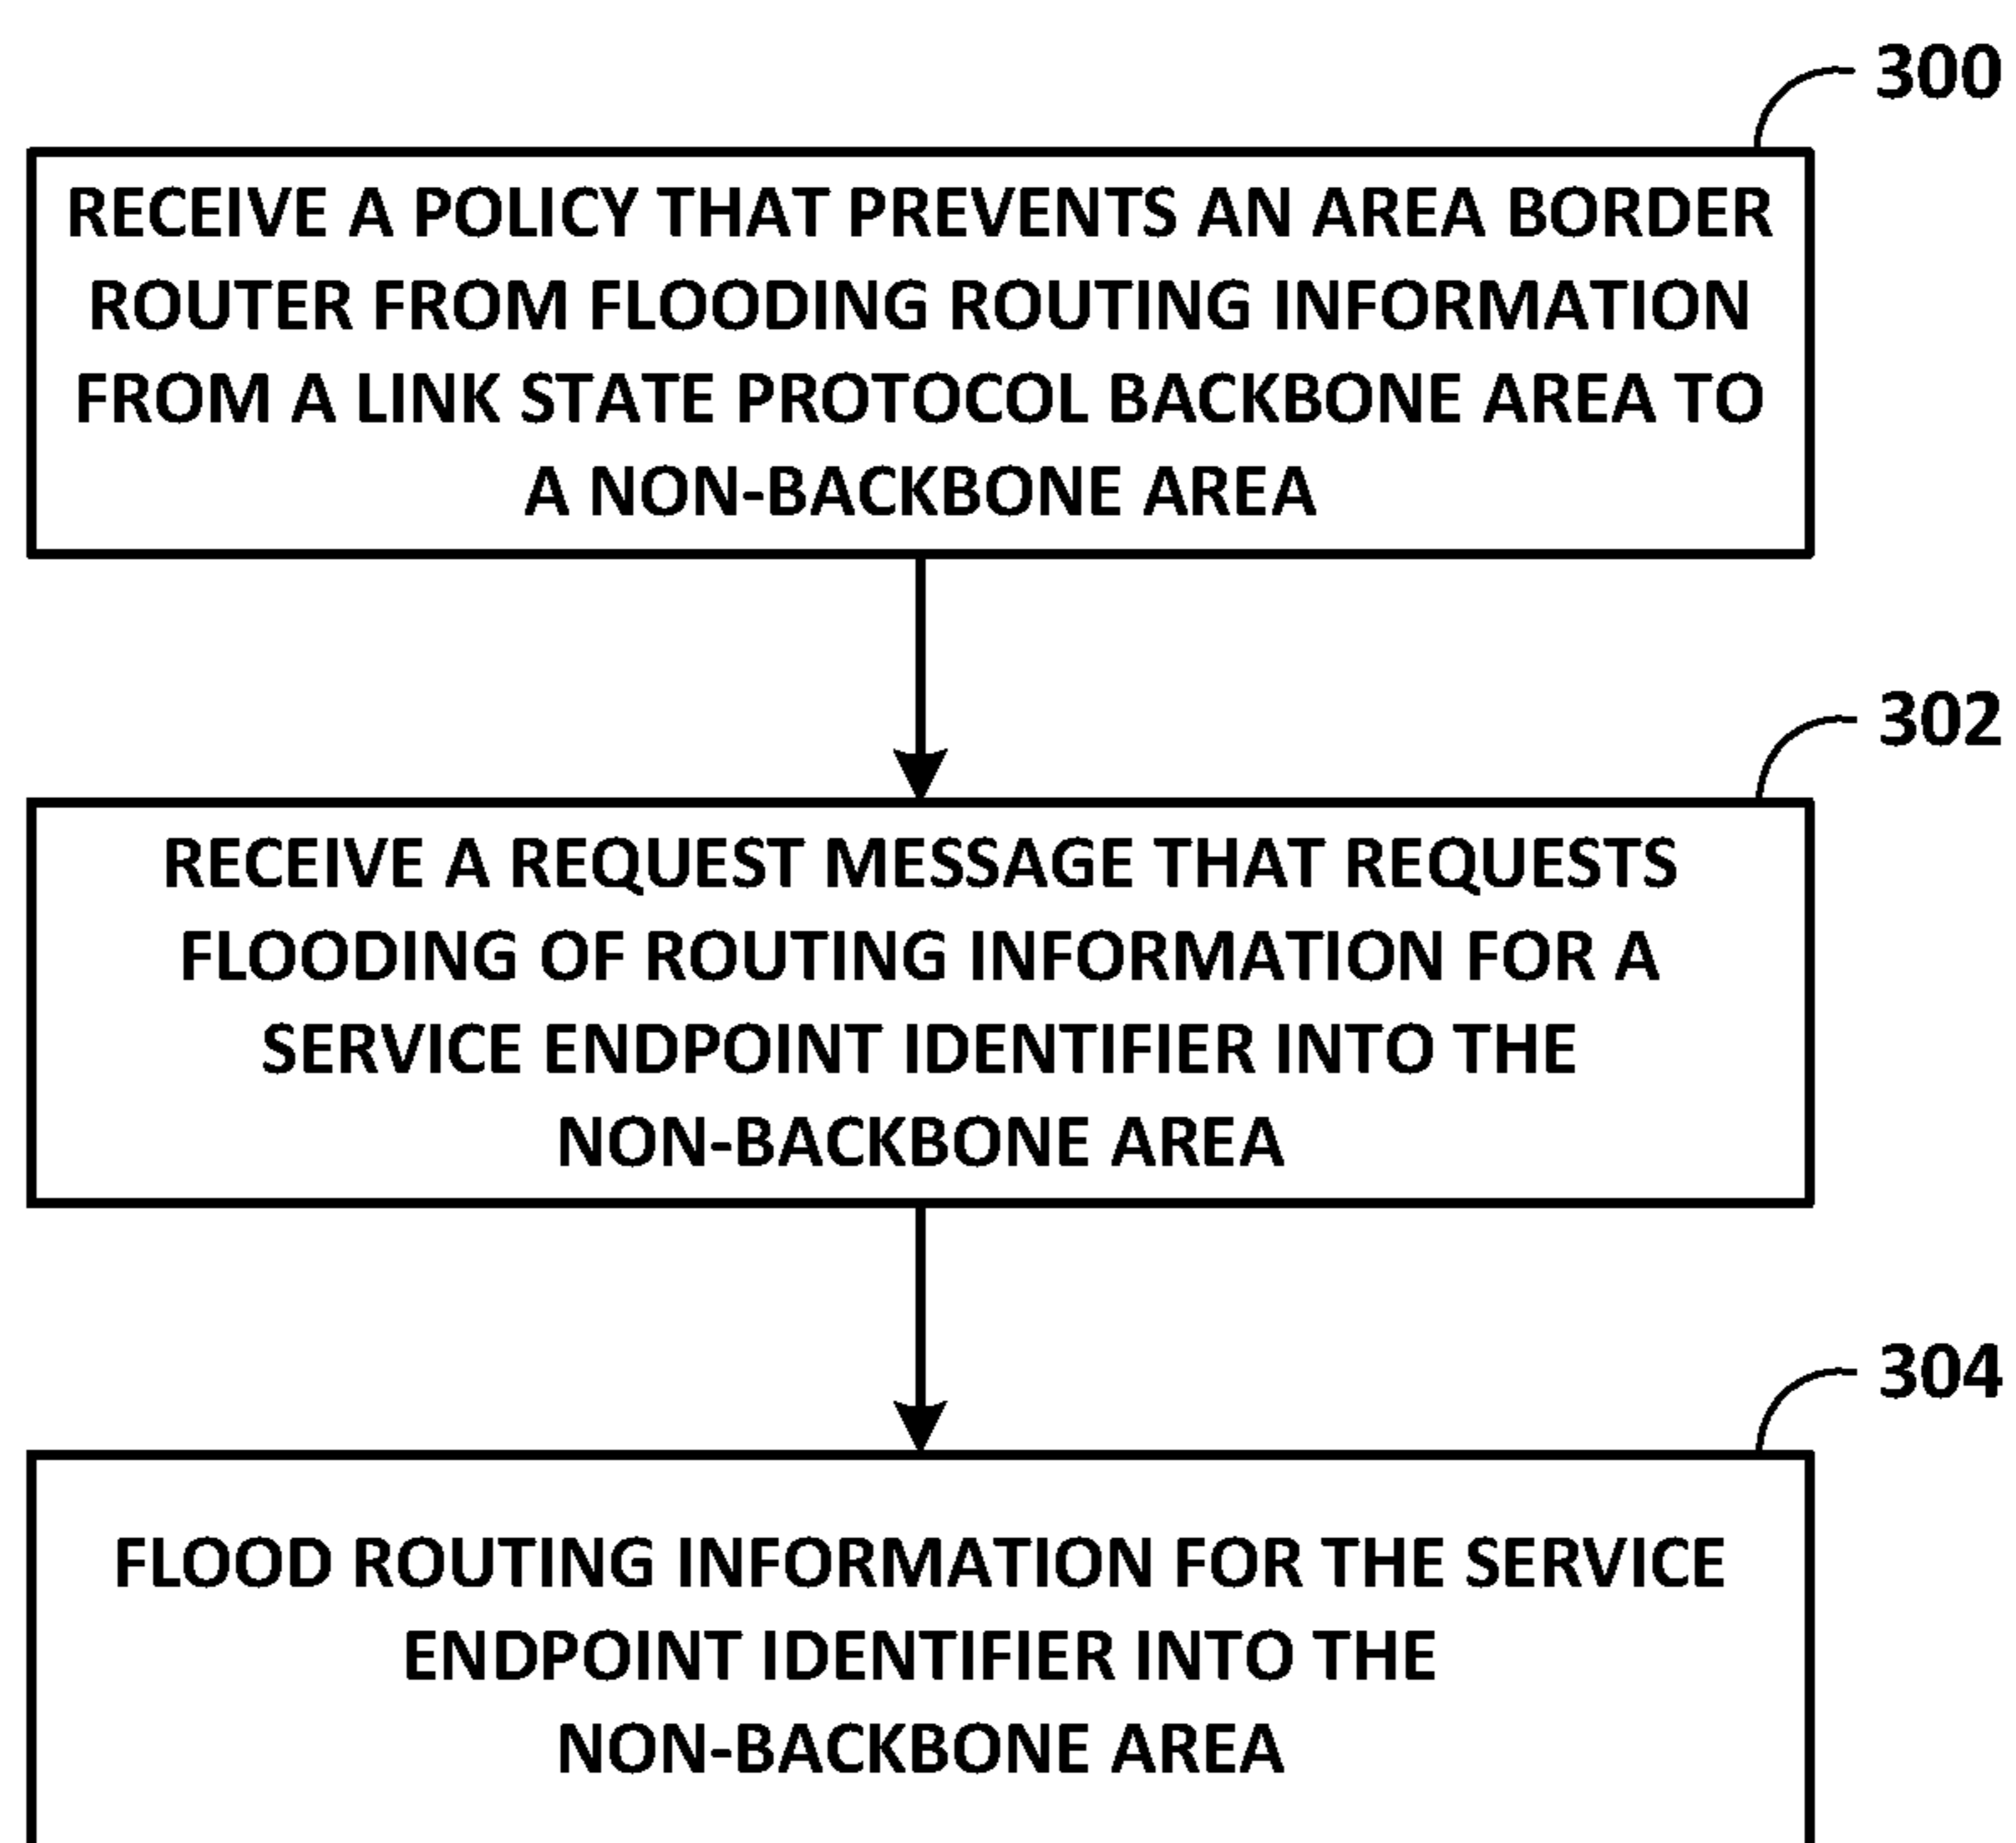 300
RECEIVE A POLICY THAT PREVENTS AN AREA BORDER
ROUTER FROM FLOODING ROUTING INFORMATION
FROM A LINK STATE PROTOCOL BACKBONE AREA TO
A NON-BACKBONE AREA
302
RECEIVE A REQUEST MESSAGE THAT REQUESTS
FLOODING OF ROUTING INFORMATION FOR A
SERVICE ENDPOINT IDENTIFIER INTO THE
NON-BACKBONE AREA
304
FLOOD ROUTING INFORMATION FOR THE SERVICE
ENDPOINT IDENTIFIER INTO THE
NON-BACKBONE AREA